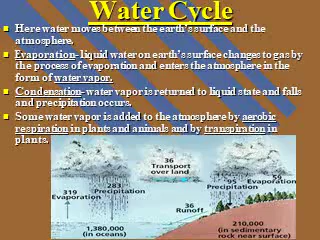 Water Cycle
Here water moves between the earth's surface and the
atmosphere.
Evaporation- liquid water on earth's surface changes to gas by
the process of evaporation and enters the atmosphere in the
form of water vapor.
Condensation- water vapor is returned to liquid state and falls
and precipitation occurs.
Some water vapor is added to the atmosphere by aerobic
respiration in plants and animals and by transpiration in
plants.
36
Transport
over land
59
Evaporation
283
Precipitation
95
Precipitation
319
Evaporation
36
Runoff
1,380,000
(in oceans)
210,000
(in sedimentary
rock near surface)